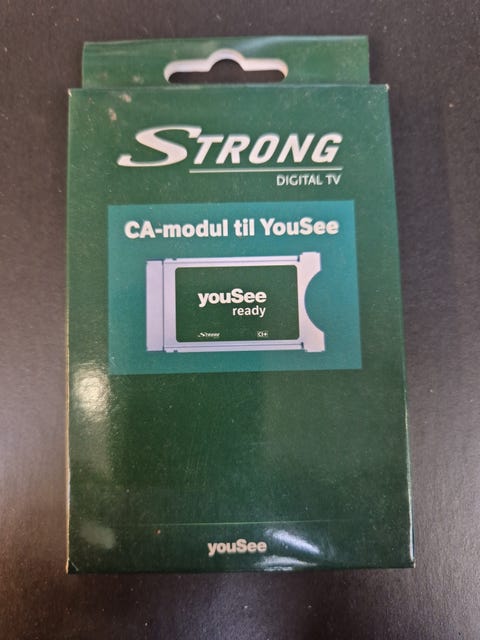 STRONG
DIGITAL TV
CA-modul til YouSee
youSee
ready
STRONG
CI+
youSee